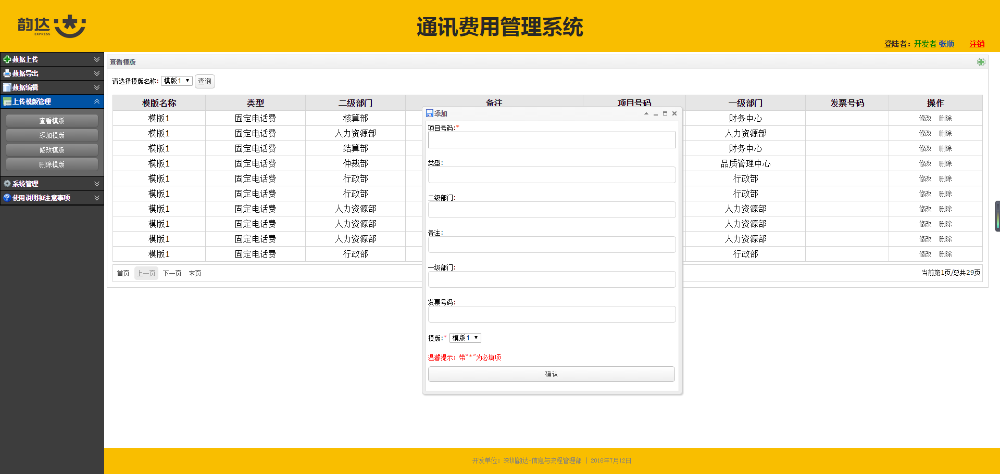 韵达
EXPRESS
通讯费用管理系统
登陆者：开发者 张顺 注销
数据上传
数据导出
数据编辑
上传模版管理
查看模版
添加模版
修改模版
删除模版
系统管理
使用说明和注意事项
查看模版
请选择模版名称: 模版1 查询
模版名称 类型 二级部门 备注 项目号码 一级部门 发票号码 操作
模版1 固定电话费 核算部 财务中心 修改 删除
模版1 固定电话费 人力资源部 人力资源部 修改 删除
模版1 固定电话费 结算部 财务中心 修改 删除
模版1 固定电话费 仲裁部 品质管理中心 修改 删除
模版1 固定电话费 行政部 行政部 修改 删除
模版1 固定电话费 行政部 行政部 修改 删除
模版1 固定电话费 人力资源部 人力资源部 修改 删除
模版1 固定电话费 人力资源部 人力资源部 修改 删除
模版1 固定电话费 人力资源部 人力资源部 修改 删除
模版1 固定电话费 行政部 行政部 修改 删除
首页 上一页 下一页 末页 当前第1页/总共29页
添加
项目号码:*
类型:
二级部门:
备注:
一级部门:
发票号码:
模版:* 模版1
温馨提示：带"*"为必填项
确认
开发单位：深圳韵达-信息与流程管理部 | 2016年7月12日